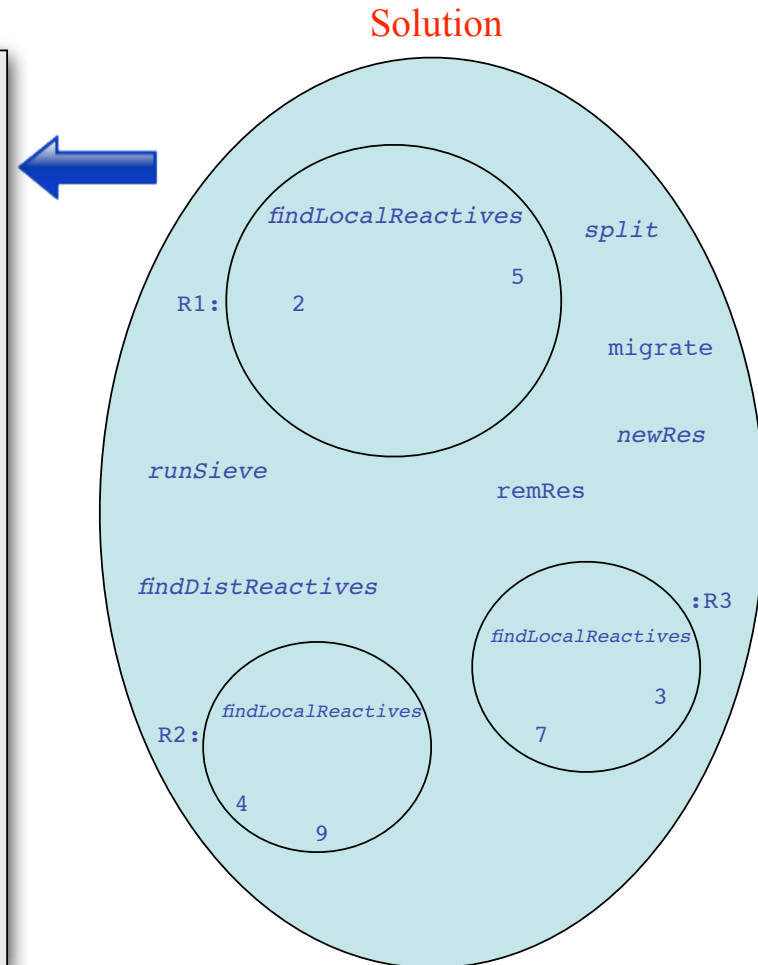 Solution
findLocalReactives
split
5
R1:
2
migrate
newRes
runSieve
remRes
findDistReactives
:R3
findLocalReactives
3
findLocalReactives
R2:
7
4
9